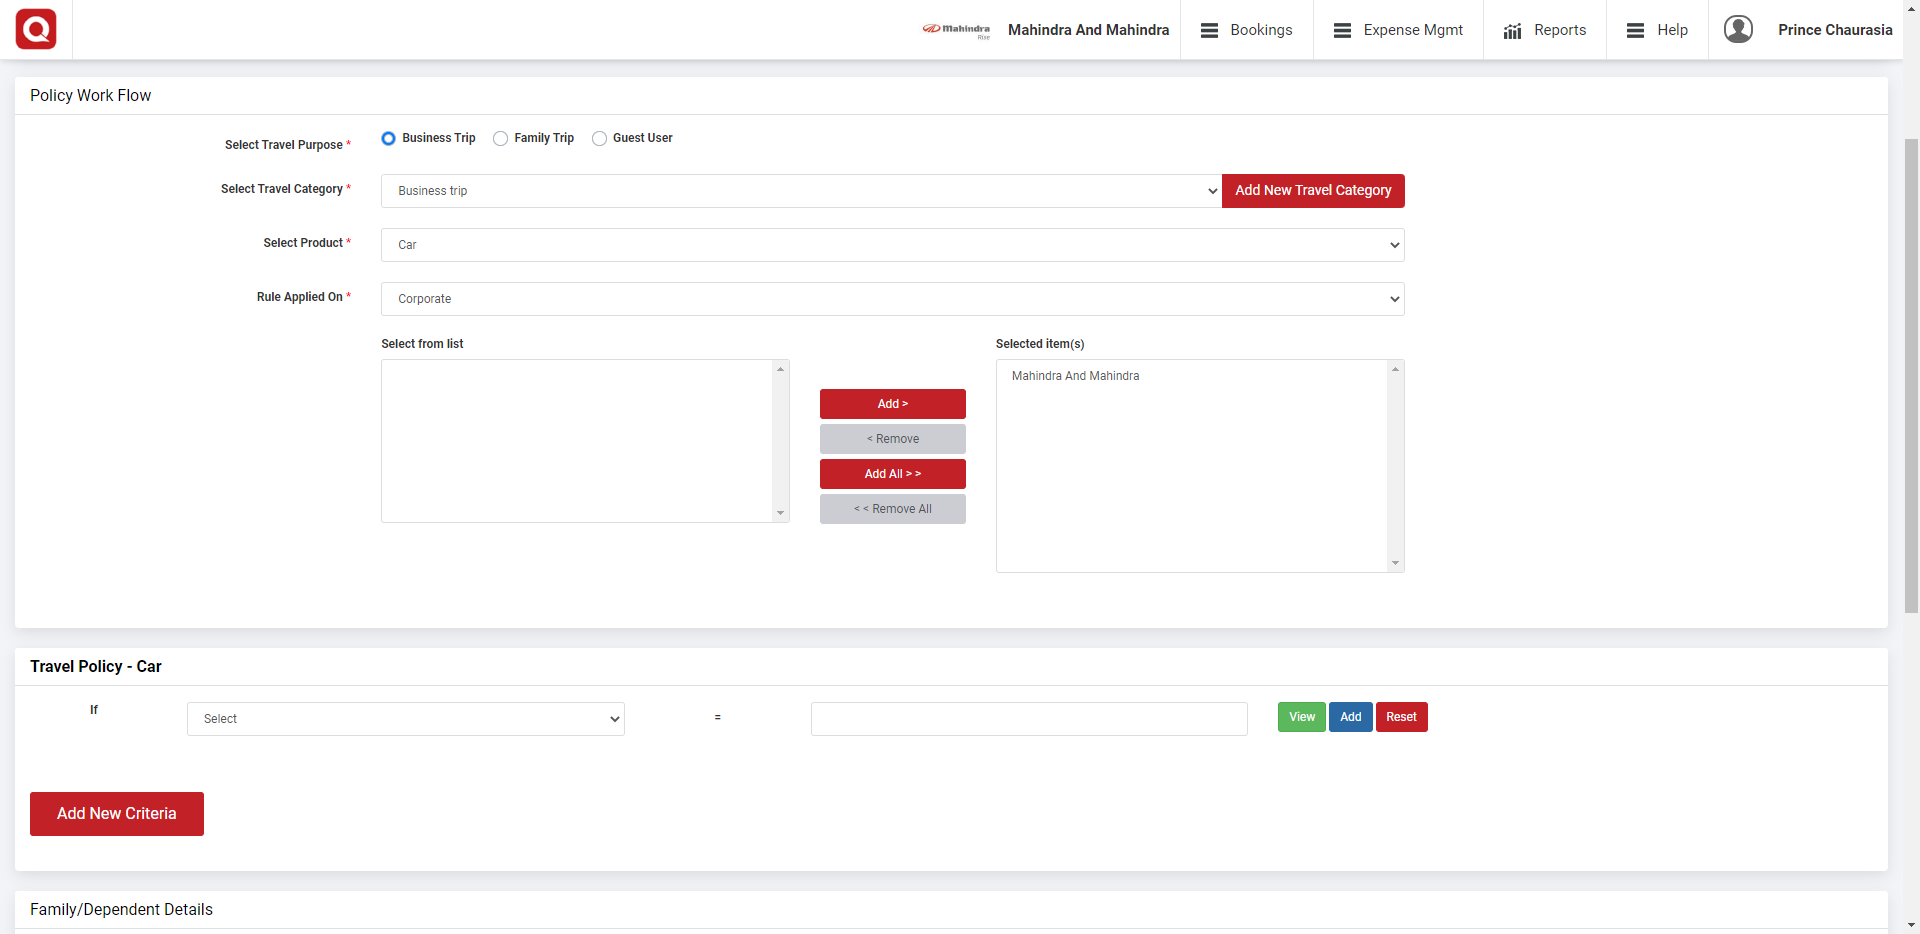 Q
Mahindra
Rise
Mahindra And Mahindra
Bookings
Expense Mgmt
Reports
Help
Prince Chaurasia
Policy Work Flow
Select Travel Purpose *
Business Trip
Family Trip
Guest User
Select Travel Category *
Business trip
Add New Travel Category
Select Product *
Car
Rule Applied On *
Corporate
Select from list
Selected item(s)
Mahindra And Mahindra
Add >
< Remove
Add All > >
< < Remove All
Travel Policy - Car
If
Select
=
View
Add
Reset
Add New Criteria
Family/Dependent Details